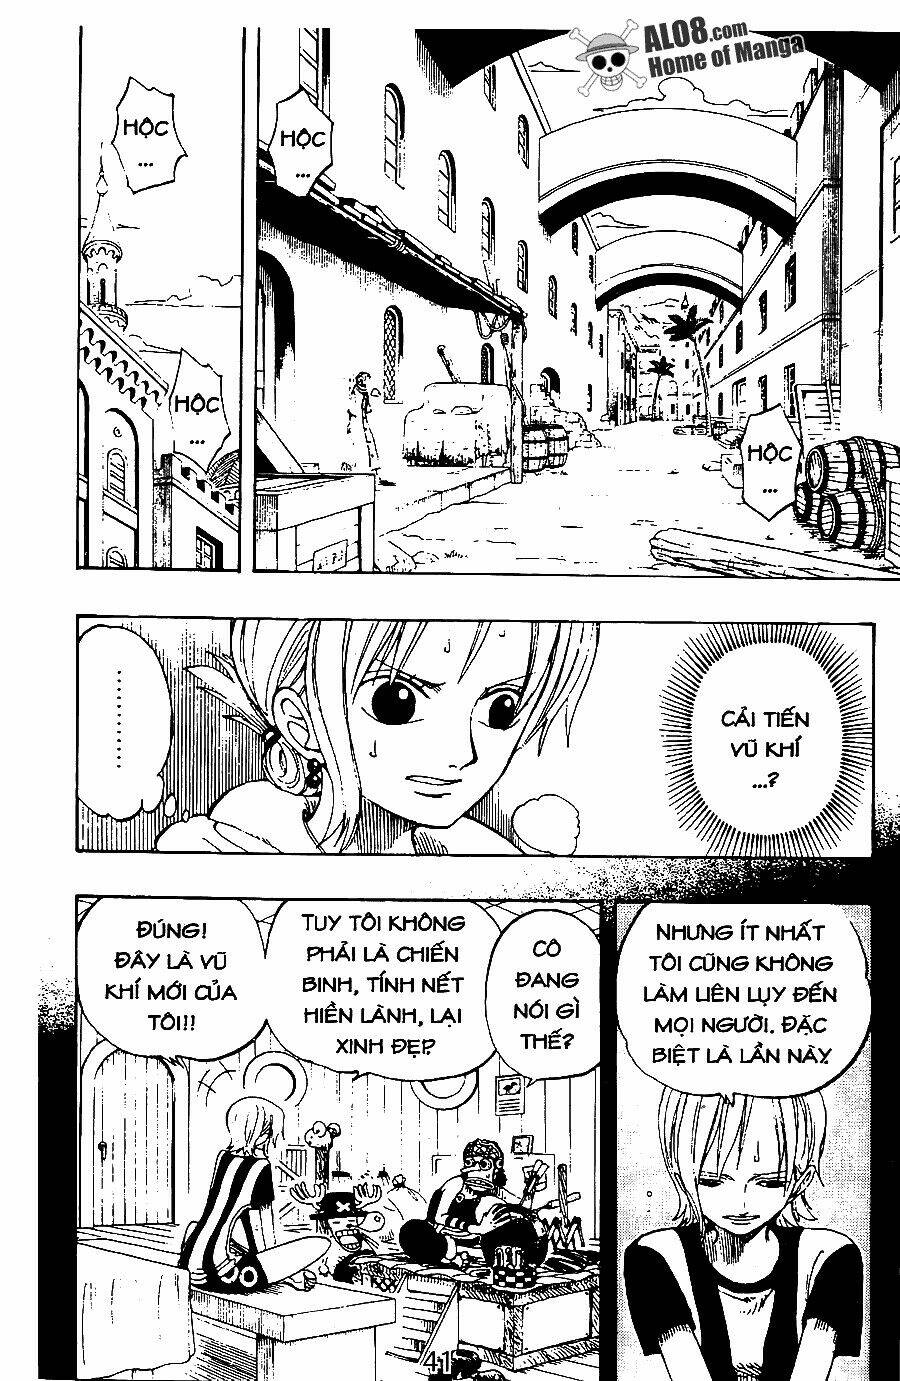 AL08.com
Home of Manga
HỘC
...
HỘC
...
HỘC
...
HỘC
...
CẢI TIẾN
VŨ KHÍ
...?
........
NHƯNG ÍT NHẤT
TÔI CŨNG KHÔNG
LÀM LIÊN LỤY ĐẾN
MỌI NGƯỜI. ĐẶC
BIỆT LÀ LẦN NÀY.
CÔ
ĐANG
NÓI GÌ
THẾ?
TUY TÔI KHÔNG
PHẢI LÀ CHIẾN
BINH, TÍNH NẾT
HIỀN LÀNH, LẠI
XINH ĐẸP?
ĐÚNG!
ĐÂY LÀ VŨ
KHÍ MỚI CỦA
TÔI!!
41